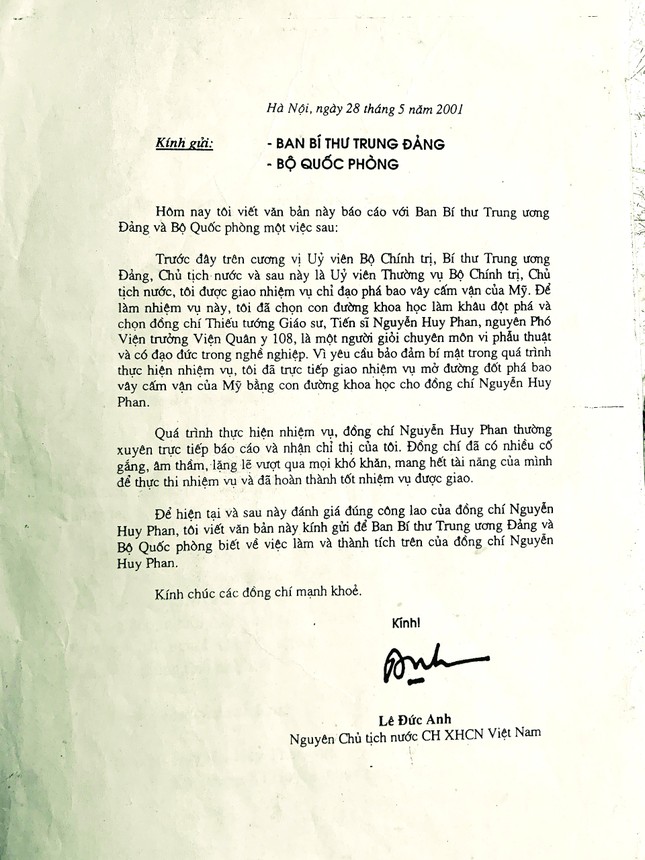 Hà Nội, ngày 28 tháng 5 năm 2001
Kính gửi: - BAN BÍ THƯ TRUNG ĐẢNG
- BỘ QUỐC PHÒNG
Hôm nay tôi viết văn bản này báo cáo với Ban Bí thư Trung ương
Đảng và Bộ Quốc phòng một việc sau:
Trước đây trên cương vị Uỷ viên Bộ Chính trị, Bí thư Trung ương
Đảng, Chủ tịch nước và sau này là Uỷ viên Thường vụ Bộ Chính trị, Chủ
tịch nước, tôi được giao nhiệm vụ chỉ đạo phá bao vây cấm vận của Mỹ. Để
làm nhiệm vụ này, tôi đã chọn con đường khoa học làm khâu đột phá và
chọn đồng chí Thiếu tướng Giáo sư, Tiến sĩ Nguyễn Huy Phan, nguyên Phó
Viện trưởng Viện Quân y 108, là một người giỏi chuyên môn vi phẫu thuật
và có đạo đức trong nghề nghiệp. Vì yêu cầu bảo đảm bí mật trong quá trình
thực hiện nhiệm vụ, tôi đã trực tiếp giao nhiệm vụ mở đường đốt phá bao
vây cấm vận của Mỹ bằng con đường khoa học cho đồng chí Nguyễn Huy
Phan.
Quá trình thực hiện nhiệm vụ, đồng chí Nguyễn Huy Phan thường
xuyên trực tiếp báo cáo và nhận chỉ thị của tôi. Đồng chí đã có nhiều cố
gắng, âm thầm, lặng lẽ vượt qua mọi khó khăn, mang hết tài năng của mình
để thực thi nhiệm vụ và đã hoàn thành tốt nhiệm vụ được giao.
Để hiện tại và sau này đánh giá đúng công lao của đồng chí Nguyễn
Huy Phan, tôi viết văn bản này kính gửi để Ban Bí thư Trung ương Đảng và
Bộ Quốc phòng biết về việc làm và thành tích trên của đồng chí Nguyễn
Huy Phan.
Kính chúc các đồng chí mạnh khoẻ.
Kính!
Anh
Lê Đức Anh
Nguyên Chủ tịch nước CH XHCN Việt Nam